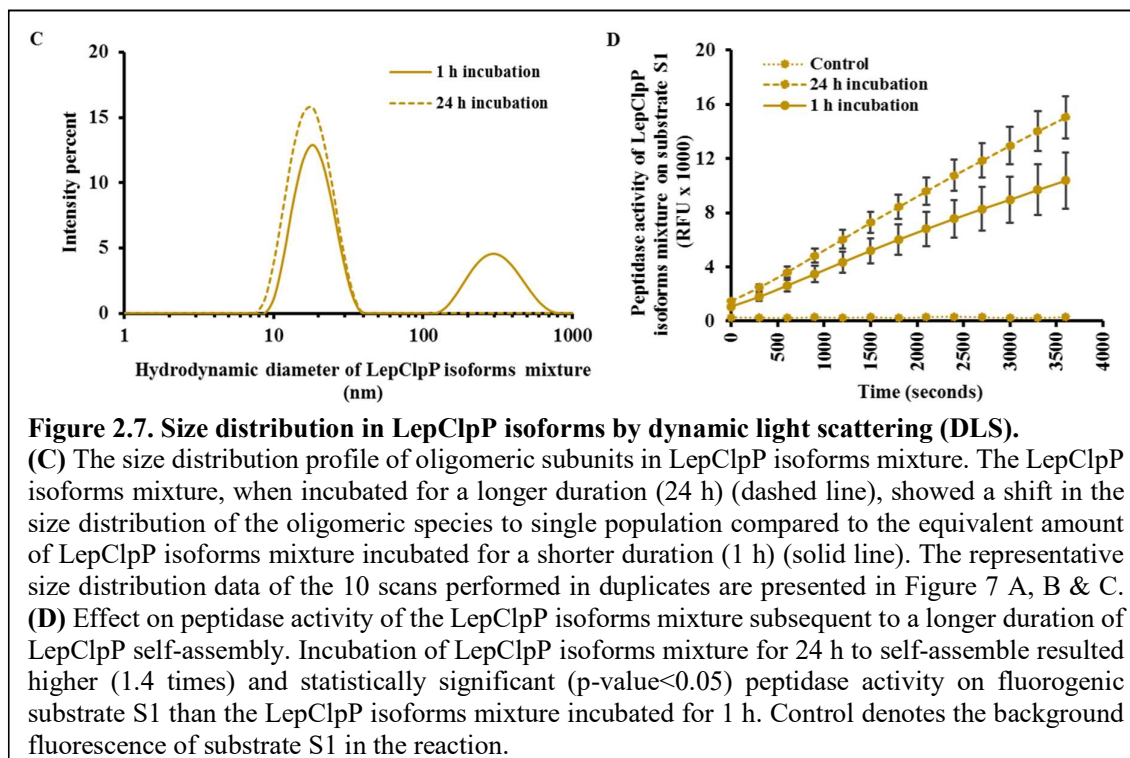 C
20
15
10
5
0
Intensity percent
1 h incubation
24 h incubation
1 10 100 1000
Hydrodynamic diameter of LepClpP isoforms mixture
(nm)
D
20
16
12
8
4
0
Peptidase activity of LepClpP
isoforms mixture on substrate S1
(RFU x 1000)
Control
24 h incubation
1 h incubation
0 500 1000 1500 2000 2500 3000 3500 4000
Time (seconds)
Figure 2.7. Size distribution in LepClpP isoforms by dynamic light scattering (DLS).
(C) The size distribution profile of oligomeric subunits in LepClpP isoforms mixture. The LepClpP
isoforms mixture, when incubated for a longer duration (24 h) (dashed line), showed a shift in the
size distribution of the oligomeric species to single population compared to the equivalent amount
of LepClpP isoforms mixture incubated for a shorter duration (1 h) (solid line). The representative
size distribution data of the 10 scans performed in duplicates are presented in Figure 7 A, B & C.
(D) Effect on peptidase activity of the LepClpP isoforms mixture subsequent to a longer duration of
LepClpP self-assembly. Incubation of LepClpP isoforms mixture for 24 h to self-assemble resulted
higher (1.4 times) and statistically significant (p-value<0.05) peptidase activity on fluorogenic
substrate S1 than the LepClpP isoforms mixture incubated for 1 h. Control denotes the background
fluorescence of substrate S1 in the reaction.